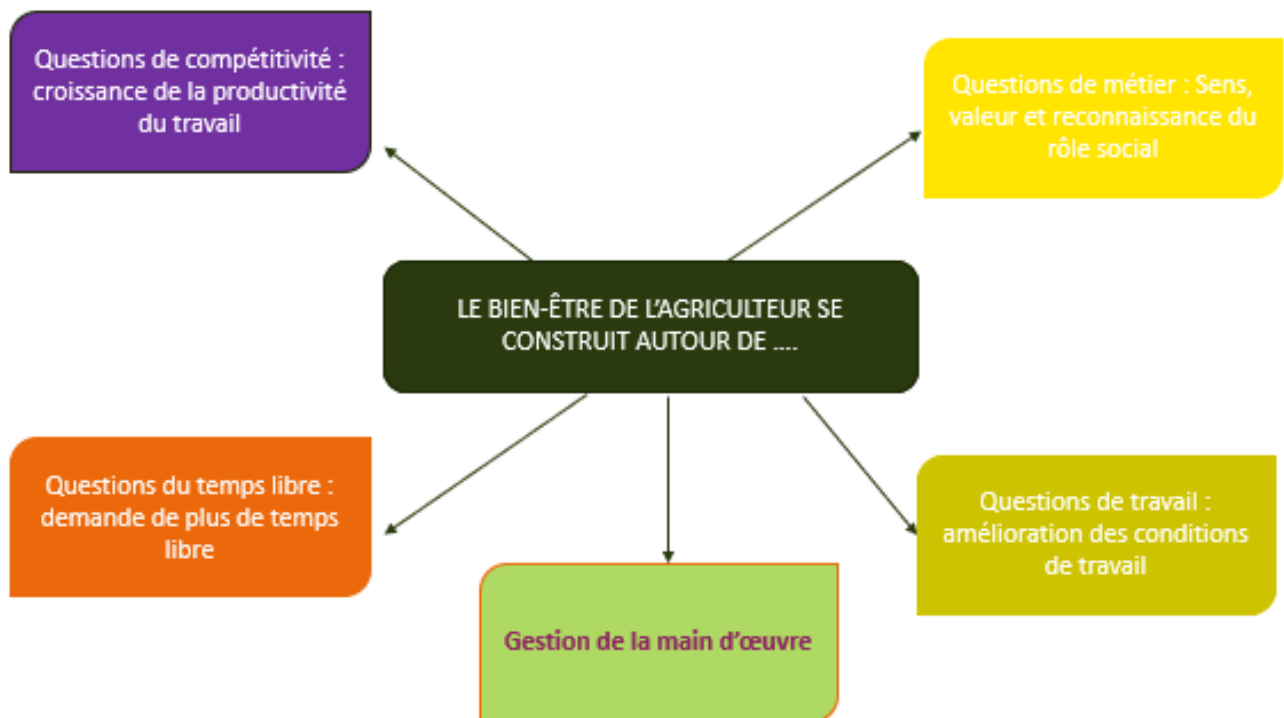 Questions de compétitivité :
croissance de la productivité
du travail
Questions de métier : Sens,
valeur et reconnaissance du
rôle social
LE BIEN-ÊTRE DE L'AGRICULTEUR SE
CONSTRUIT AUTOUR DE ....
Questions du temps libre :
demande de plus de temps
libre
Gestion de la main d'œuvre
Questions de travail :
amélioration des conditions
de travail